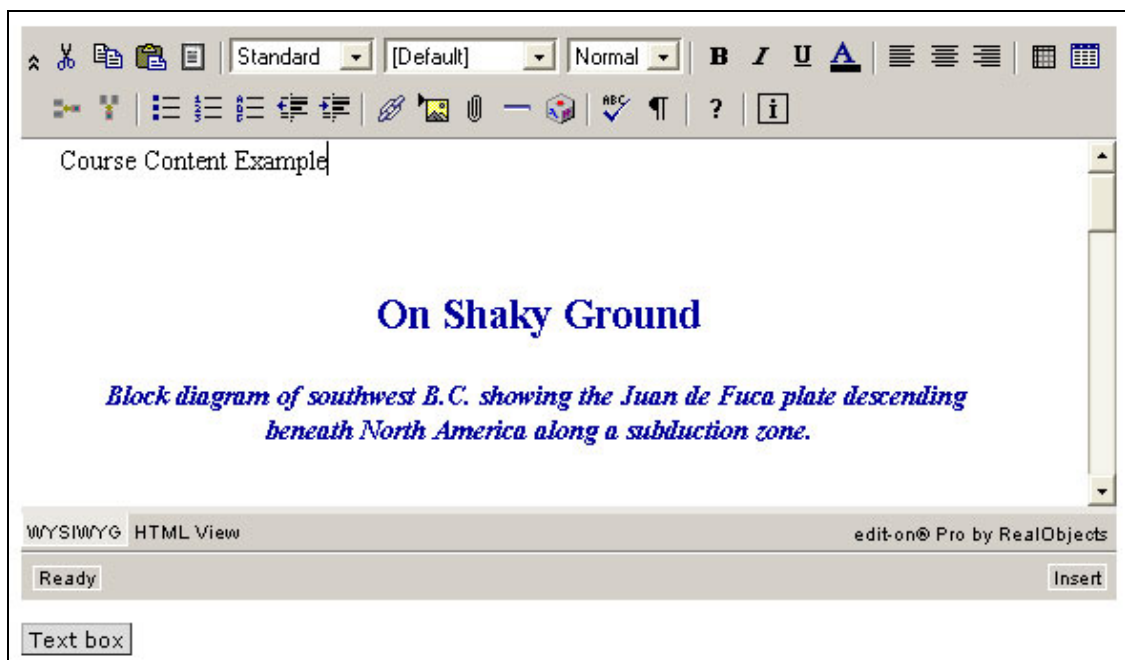 Standard [Default] Normal B I U A
ABC ¶ ? i
Course Content Example
On Shaky Ground
Block diagram of southwest B.C. showing the Juan de Fuca plate descending
beneath North America along a subduction zone.
WYSIWYG HTML View edit-on® Pro by RealObjects
Ready Insert
Text box